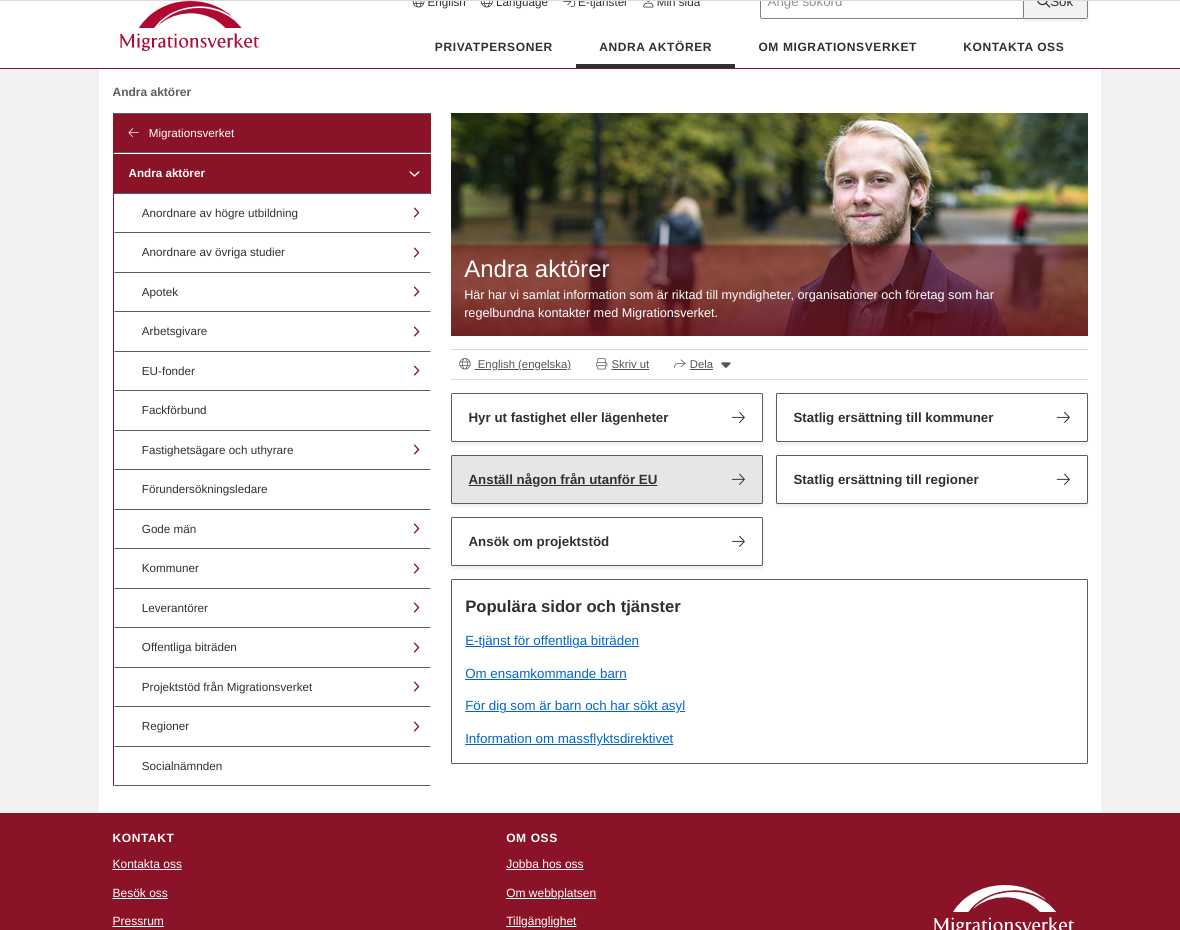 English Language E-tjänster Min sida
Ange sökord
Sök
Migrationsverket
PRIVATPERSONER ANDRA AKTÖRER OM MIGRATIONSVERKET KONTAKTA OSS
Andra aktörer
Migrationsverket
Andra aktörer
Anordnare av högre utbildning
Anordnare av övriga studier
Apotek
Arbetsgivare
EU-fonder
Fackförbund
Fastighetsägare och uthyrare
Förundersökningsledare
Gode män
Kommuner
Leverantörer
Offentliga biträden
Projektstöd från Migrationsverket
Regioner
Socialnämnden
Andra aktörer
Här har vi samlat information som är riktad till myndigheter, organisationer och företag som har
regelbundna kontakter med Migrationsverket.
English (engelska) Skriv ut Dela
Hyr ut fastighet eller lägenheter
Statlig ersättning till kommuner
Anställ någon från utanför EU
Statlig ersättning till regioner
Ansök om projektstöd
Populära sidor och tjänster
E-tjänst för offentliga biträden
Om ensamkommande barn
För dig som är barn och har sökt asyl
Information om massflyktsdirektivet
KONTAKT
Kontakta oss
Besök oss
Pressrum
OM OSS
Jobba hos oss
Om webbplatsen
Tillgänglighet
Migrationsverket